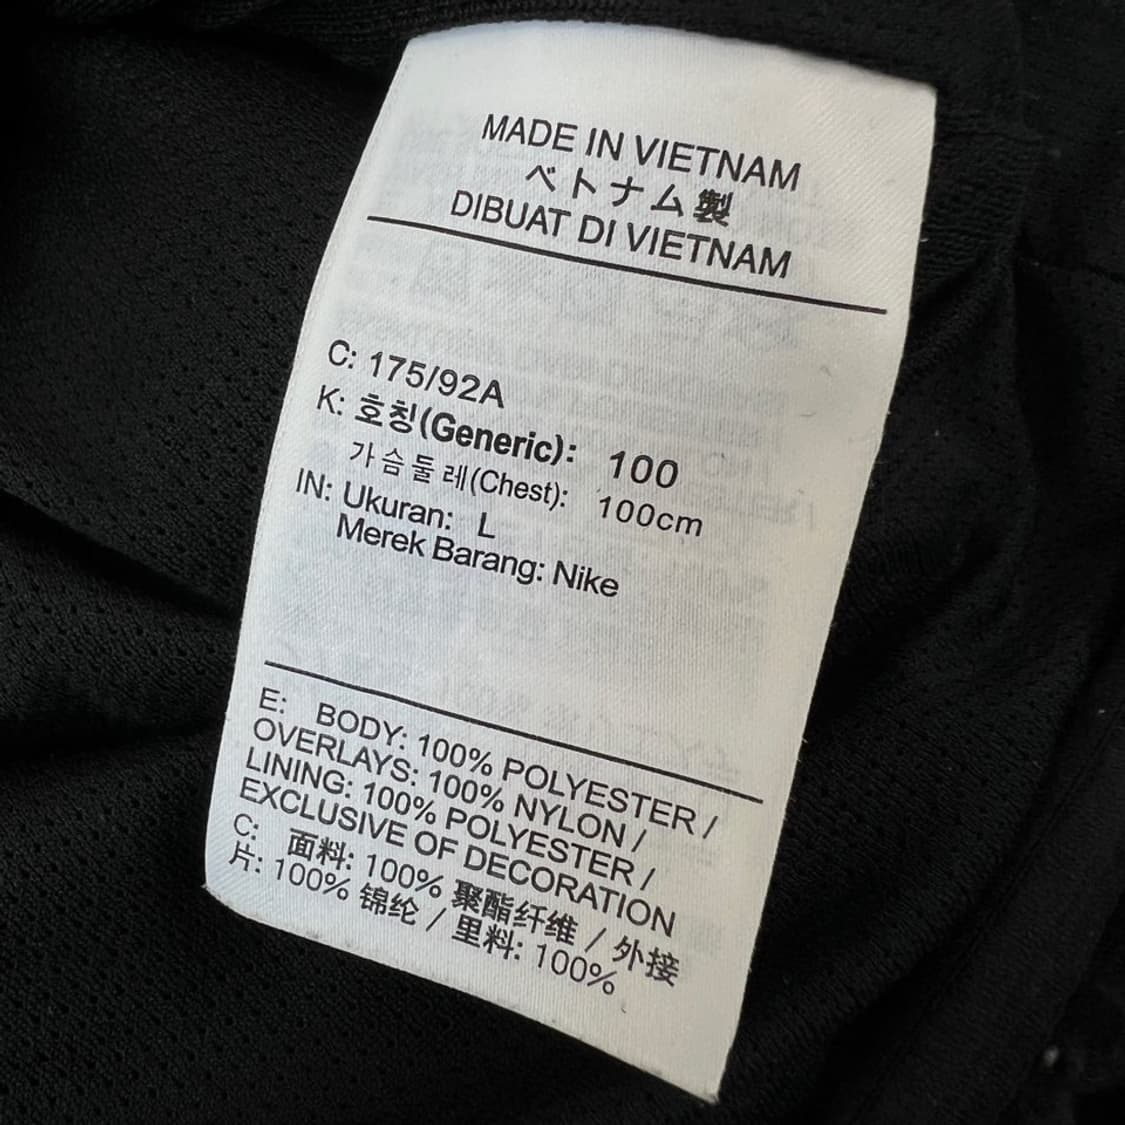 MADE IN VIETNAM
ベトナム製
DIBUAT DI VIETNAM
C: 175/92A
K: 호칭(Generic): 100
가슴둘레(Chest): 100cm
IN: Ukuran: L
Merek Barang: Nike
E: BODY: 100% POLYESTER /
OVERLAYS: 100% NYLON /
LINING: 100% POLYESTER /
EXCLUSIVE OF DECORATION
C: 面料: 100% 聚酯纤维 / 外接
片: 100% 锦纶 / 里料: 100%